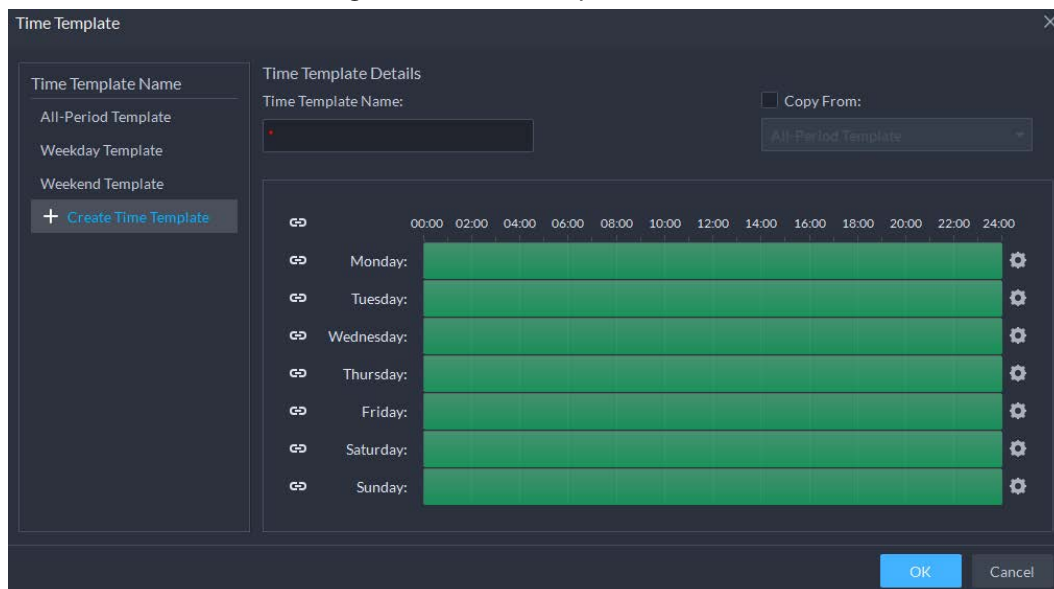 Time Template
Time Template Name
All-Period Template
Weekday Template
Weekend Template
Create Time Template
Time Template Details
Time Template Name:
*
Copy From:
All-Period Template
00:00 02:00 04:00 06:00 08:00 10:00 12:00 14:00 16:00 18:00 20:00 22:00 24:00
Monday:
Tuesday:
Wednesday:
Thursday:
Friday:
Saturday:
Sunday:
OK Cancel